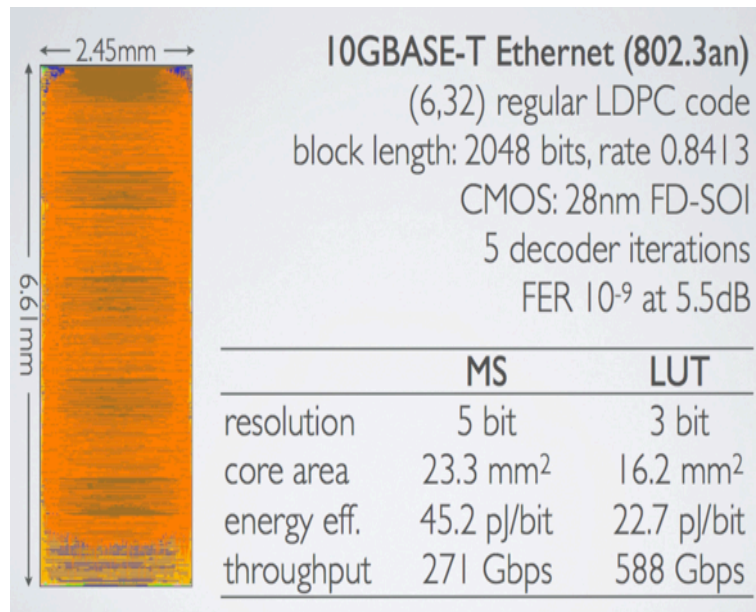 2.45mm
6.61mm
10GBASE-T Ethernet (802.3an)
(6,32) regular LDPC code
block length: 2048 bits, rate 0.8413
CMOS: 28nm FD-SOI
5 decoder iterations
FER 10⁻⁹ at 5.5dB
MS LUT
resolution 5 bit 3 bit
core area 23.3 mm² 16.2 mm²
energy eff. 45.2 pJ/bit 22.7 pJ/bit
throughput 271 Gbps 588 Gbps